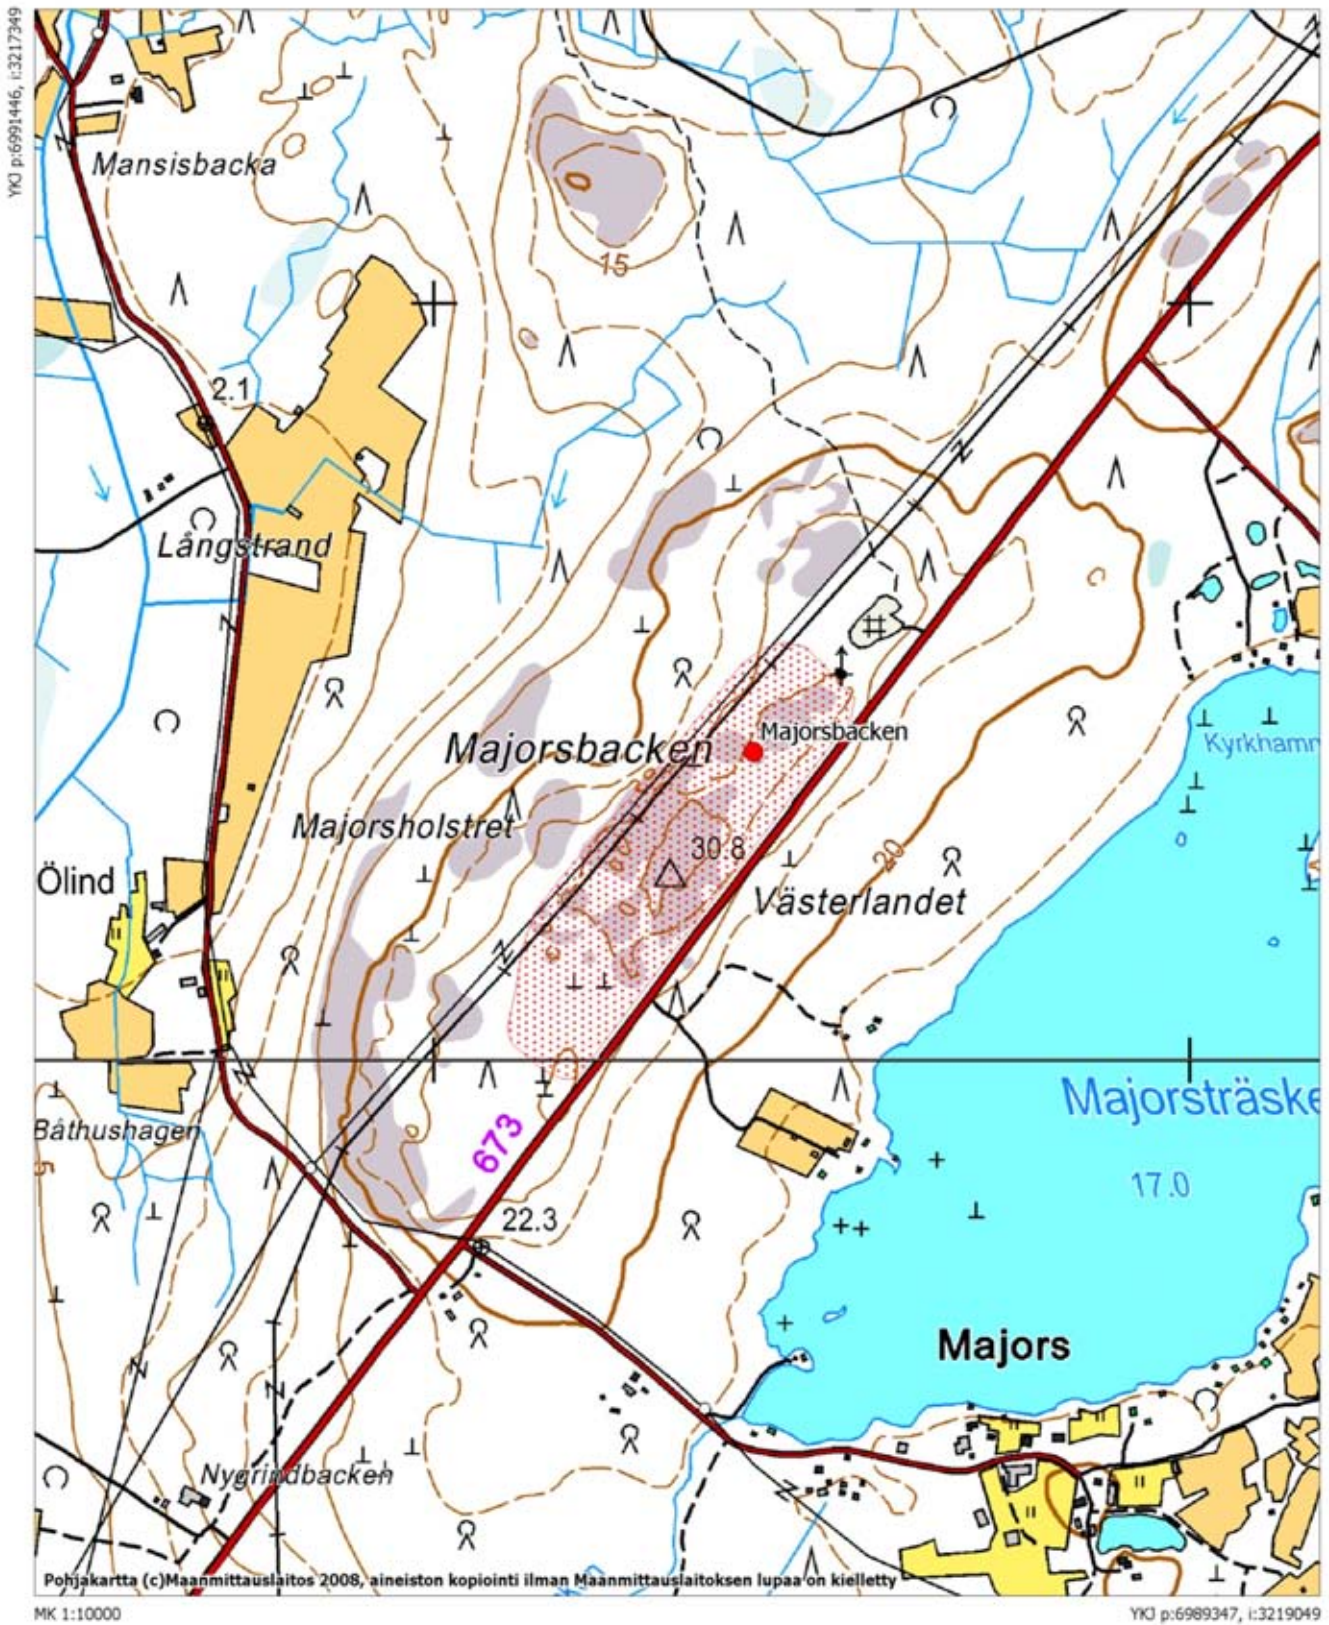 YKJ p:6991446, i:3217349
Mansisbacka
15
2.1
Långstrand
Majorsbacken
Majorsbacken
Kyrkhamn
Majorsholstret
30.8
20
Ölind
Västerlandet
Majorsträske
Båthushagen
673
5
17.0
22.3
Majors
Nygrindbacken
Pohjakartta (c)Maanmittauslaitos 2008, aineiston kopiointi ilman Maanmittauslaitoksen lupaa on kielletty
MK 1:10000
YKJ p:6989347, i:3219049